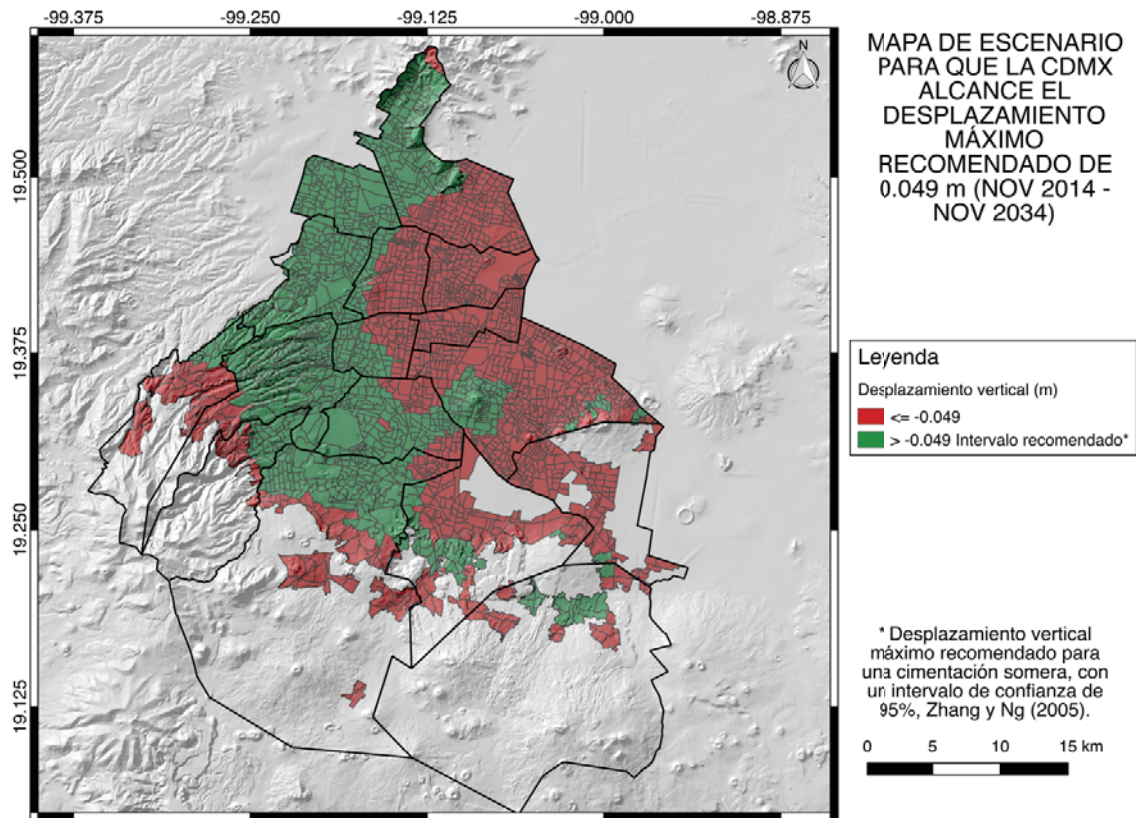 -99.375 -99.250 -99.125 -99.000 -98.875
19.500
19.375
19.250
19.125
N
MAPA DE ESCENARIO
PARA QUE LA CDMX
ALCANCE EL
DESPLAZAMIENTO
MÁXIMO
RECOMENDADO DE
0.049 m (NOV 2014 -
NOV 2034)
Leyenda
Desplazamiento vertical (m)
<= -0.049
> -0.049 Intervalo recomendado*
* Desplazamiento vertical
máximo recomendado para
una cimentación somera, con
un intervalo de confianza de
95%, Zhang y Ng (2005).
0 5 10 15 km